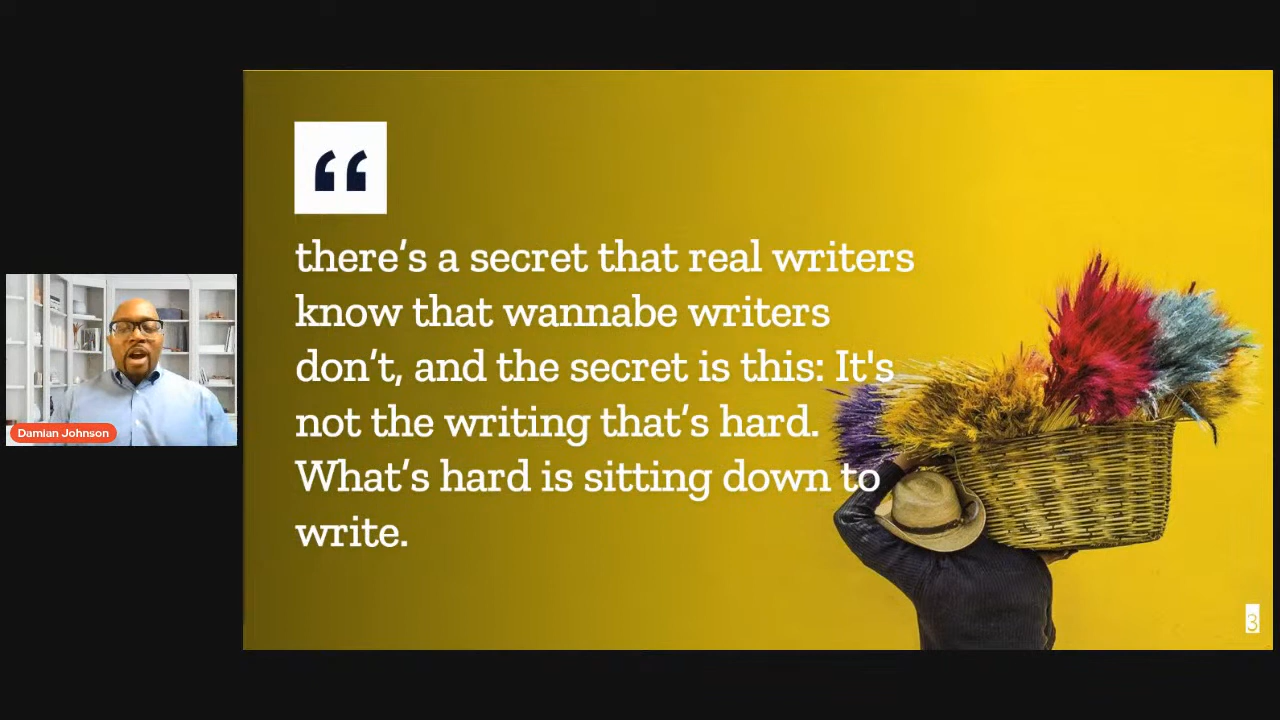 “
there’s a secret that real writers
know that wannabe writers
don’t, and the secret is this: It's
not the writing that’s hard.
What’s hard is sitting down to
write.
Damian Johnson
3